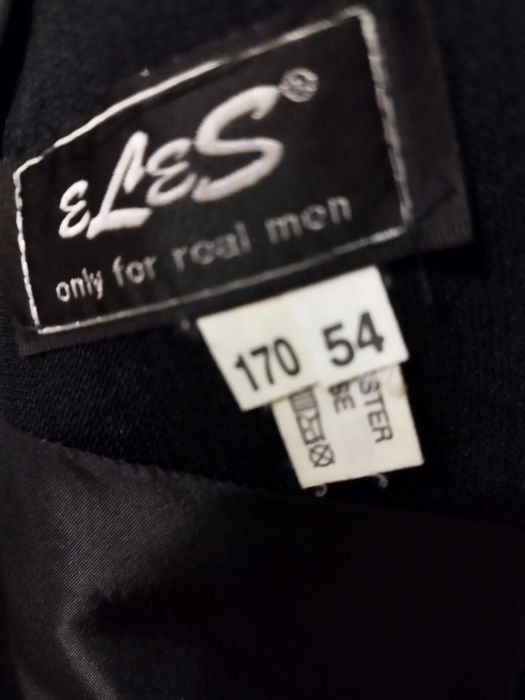 ELES®
only for real men
170 54
STER
SE